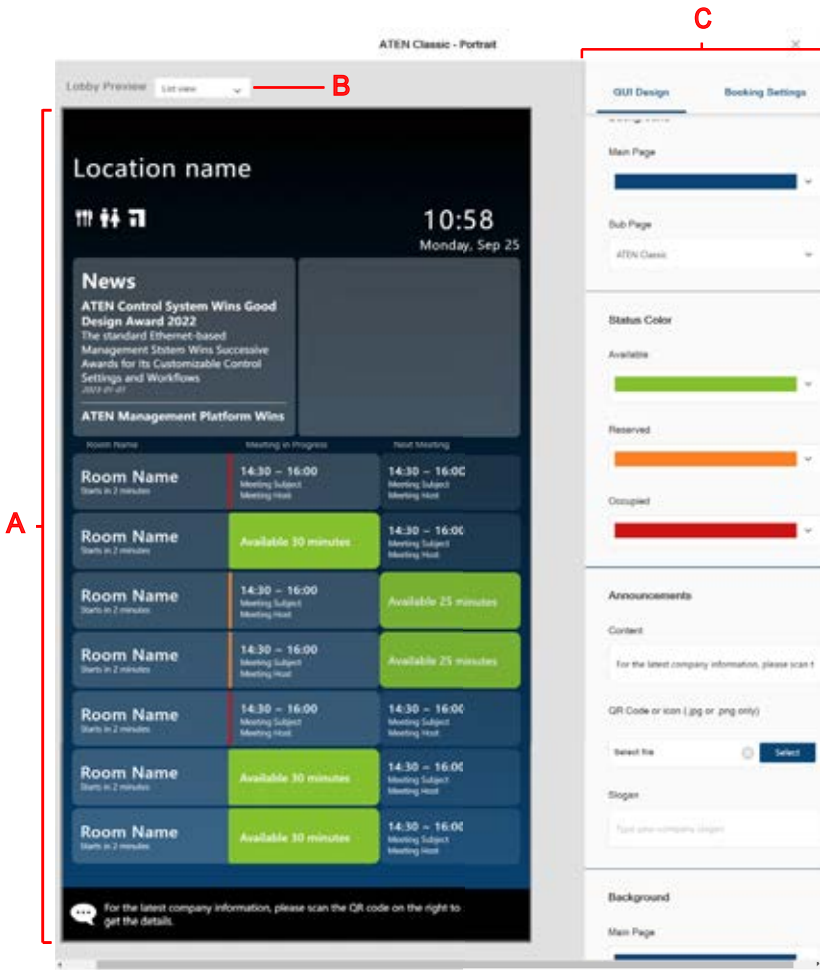 C
ATEN Classic - Portrait
Lobby Preview
List view
B
A
Location name
10:58
Monday, Sep 25
News
ATEN Control System Wins Good
Design Award 2022
The standard Ethernet-based
Management Ststem Wins Successive
Awards for Its Customizable Control
Settings and Workflows
2023-01-01
ATEN Management Platform Wins
Room Name Meeting in Progress Next Meeting
Room Name 14:30 – 16:00 14:30 – 16:00
Starts in 2 minutes Meeting Subject Meeting Subject
Meeting Host Meeting Host
Room Name Available 30 minutes 14:30 – 16:00
Starts in 2 minutes Meeting Subject
Meeting Host
Room Name 14:30 – 16:00 Available 25 minutes
Starts in 2 minutes Meeting Subject
Meeting Host
Room Name 14:30 – 16:00 Available 25 minutes
Starts in 2 minutes Meeting Subject
Meeting Host
Room Name 14:30 – 16:00 14:30 – 16:00
Starts in 2 minutes Meeting Subject Meeting Subject
Meeting Host Meeting Host
Room Name Available 30 minutes 14:30 – 16:00
Starts in 2 minutes Meeting Subject
Meeting Host
Room Name Available 30 minutes 14:30 – 16:00
Starts in 2 minutes Meeting Subject
Meeting Host
For the latest company information, please scan the QR code on the right to
get the details.
GUI Design Booking Settings
Main Page
Sub Page
ATEN Classic
Status Color
Available
Reserved
Occupied
Announcements
Content
For the latest company information, please scan t
QR Code or icon (.jpg or .png only)
Select file
Select
Slogan
Type your company slogan
Background
Main Page